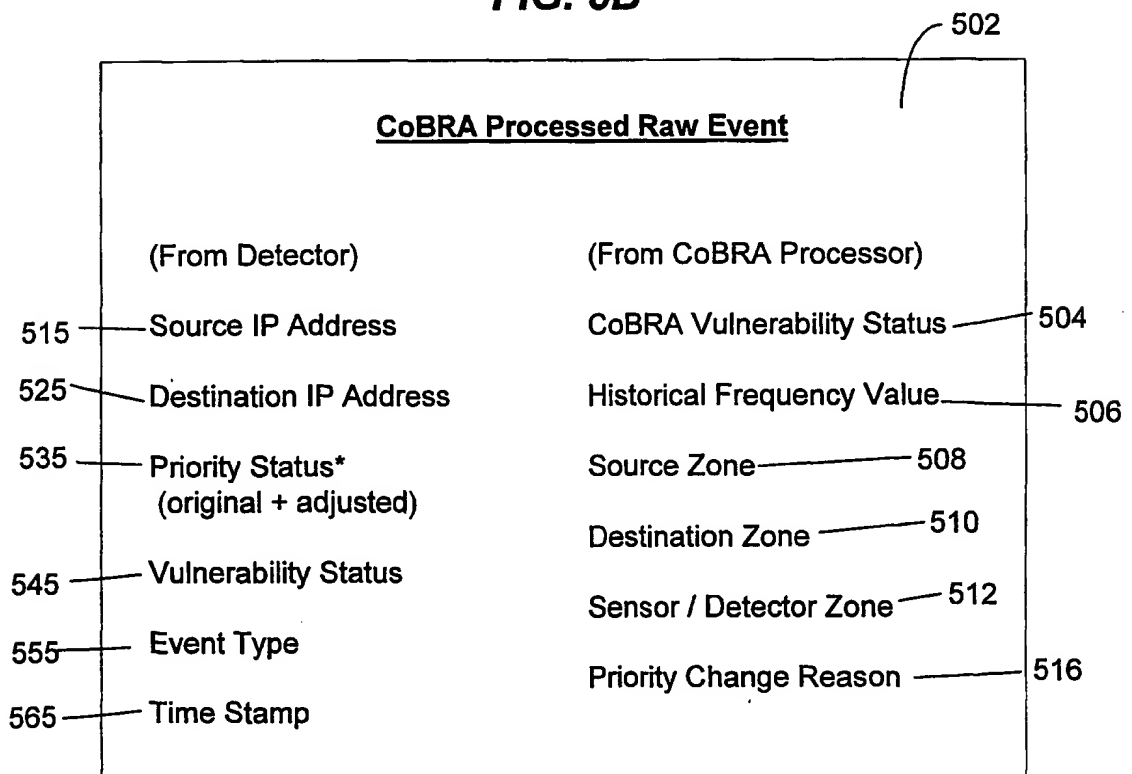 502
CoBRA Processed Raw Event
(From Detector) (From CoBRA Processor)
515 Source IP Address CoBRA Vulnerability Status 504
525 Destination IP Address Historical Frequency Value 506
535 Priority Status* Source Zone 508
(original + adjusted)
Destination Zone 510
545 Vulnerability Status
Sensor / Detector Zone 512
555 Event Type
Priority Change Reason 516
565 Time Stamp